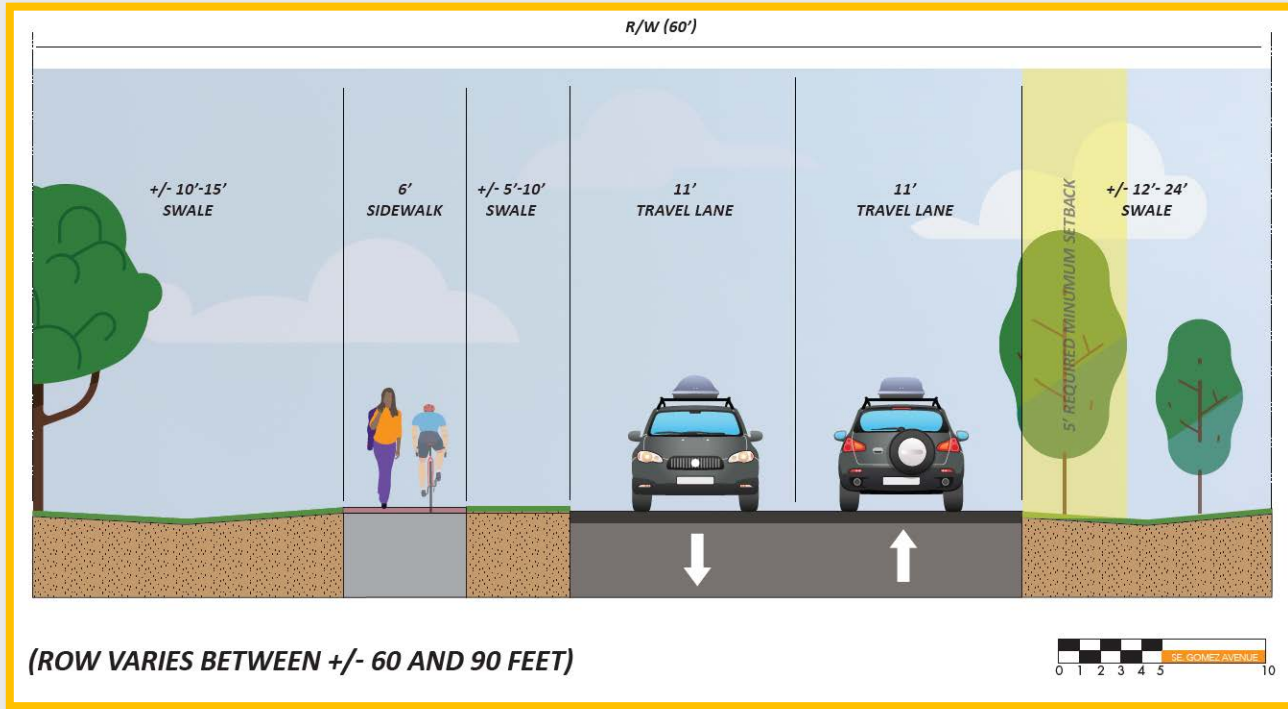 R/W (60')
+/- 10'-15'
SWALE
6'
SIDEWALK
+/- 5'-10'
SWALE
11'
TRAVEL LANE
11'
TRAVEL LANE
5' REQUIRED MINUMUM SETBACK
+/- 12'- 24'
SWALE
(ROW VARIES BETWEEN +/- 60 AND 90 FEET)
SE. GOMEZ AVENUE
0 1 2 3 4 5 10